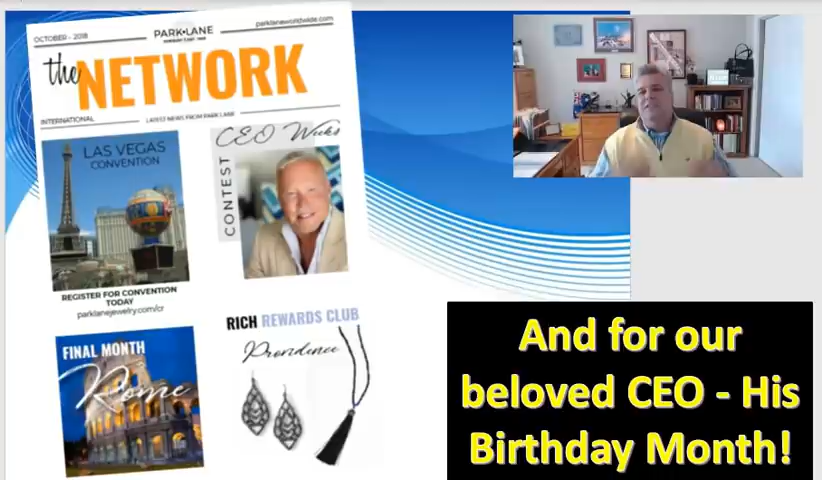 OCTOBER - 2018
PARK LANE
parklaneworldwide.com
the NETWORK
INTERNATIONAL
LATEST NEWS FROM PARK LANE
LAS VEGAS
CONVENTION
REGISTER FOR CONVENTION
TODAY
parklanejewelry.com/cr
CEO Weeks
CONTEST
FINAL MONTH
Rome
RICH REWARDS CLUB
Providence
And for our
beloved CEO - His
Birthday Month!